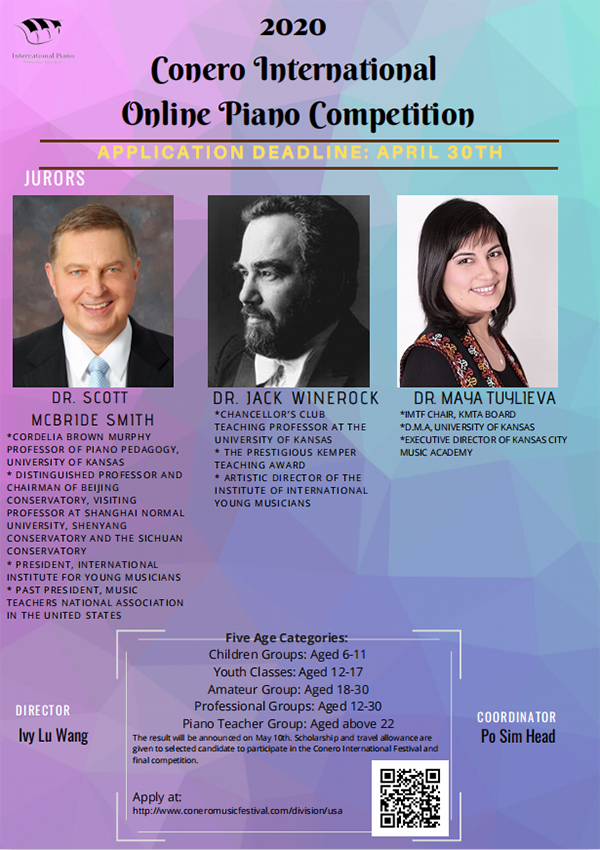 International Piano
2020
Conero International
Online Piano Competition
APPLICATION DEADLINE: APRIL 30TH
JURORS
DR. SCOTT
MCBRIDE SMITH
*CORDELIA BROWN MURPHY
PROFESSOR OF PIANO PEDAGOGY,
UNIVERSITY OF KANSAS
* DISTINGUISHED PROFESSOR AND
CHAIRMAN OF BEIJING
CONSERVATORY, VISITING
PROFESSOR AT SHANGHAI NORMAL
UNIVERSITY, SHENYANG
CONSERVATORY AND THE SICHUAN
CONSERVATORY
* PRESIDENT, INTERNATIONAL
INSTITUTE FOR YOUNG MUSICIANS
* PAST PRESIDENT, MUSIC
TEACHERS NATIONAL ASSOCIATION
IN THE UNITED STATES
DR. JACK WINEROCK
*CHANCELLOR'S CLUB
TEACHING PROFESSOR AT THE
UNIVERSITY OF KANSAS
* THE PRESTIGIOUS KEMPER
TEACHING AWARD
* ARTISTIC DIRECTOR OF THE
INSTITUTE OF INTERNATIONAL
YOUNG MUSICIANS
DR. MAYA TUYLIEVA
*IMTF CHAIR, KMTA BOARD
*D.M.A, UNIVERSITY OF KANSAS
*EXECUTIVE DIRECTOR OF KANSAS CITY
MUSIC ACADEMY
DIRECTOR
Ivy Lu Wang
Five Age Categories:
Children Groups: Aged 6-11
Youth Classes: Aged 12-17
Amateur Group: Aged 18-30
Professional Groups: Aged 12-30
Piano Teacher Group: Aged above 22
The result will be announced on May 10th. Scholarship and travel allowance are
given to selected candidate to participate in the Conero International Festival and
final competition.
Apply at:
http://www.coneromusicfestival.com/division/usa
COORDINATOR
Po Sim Head